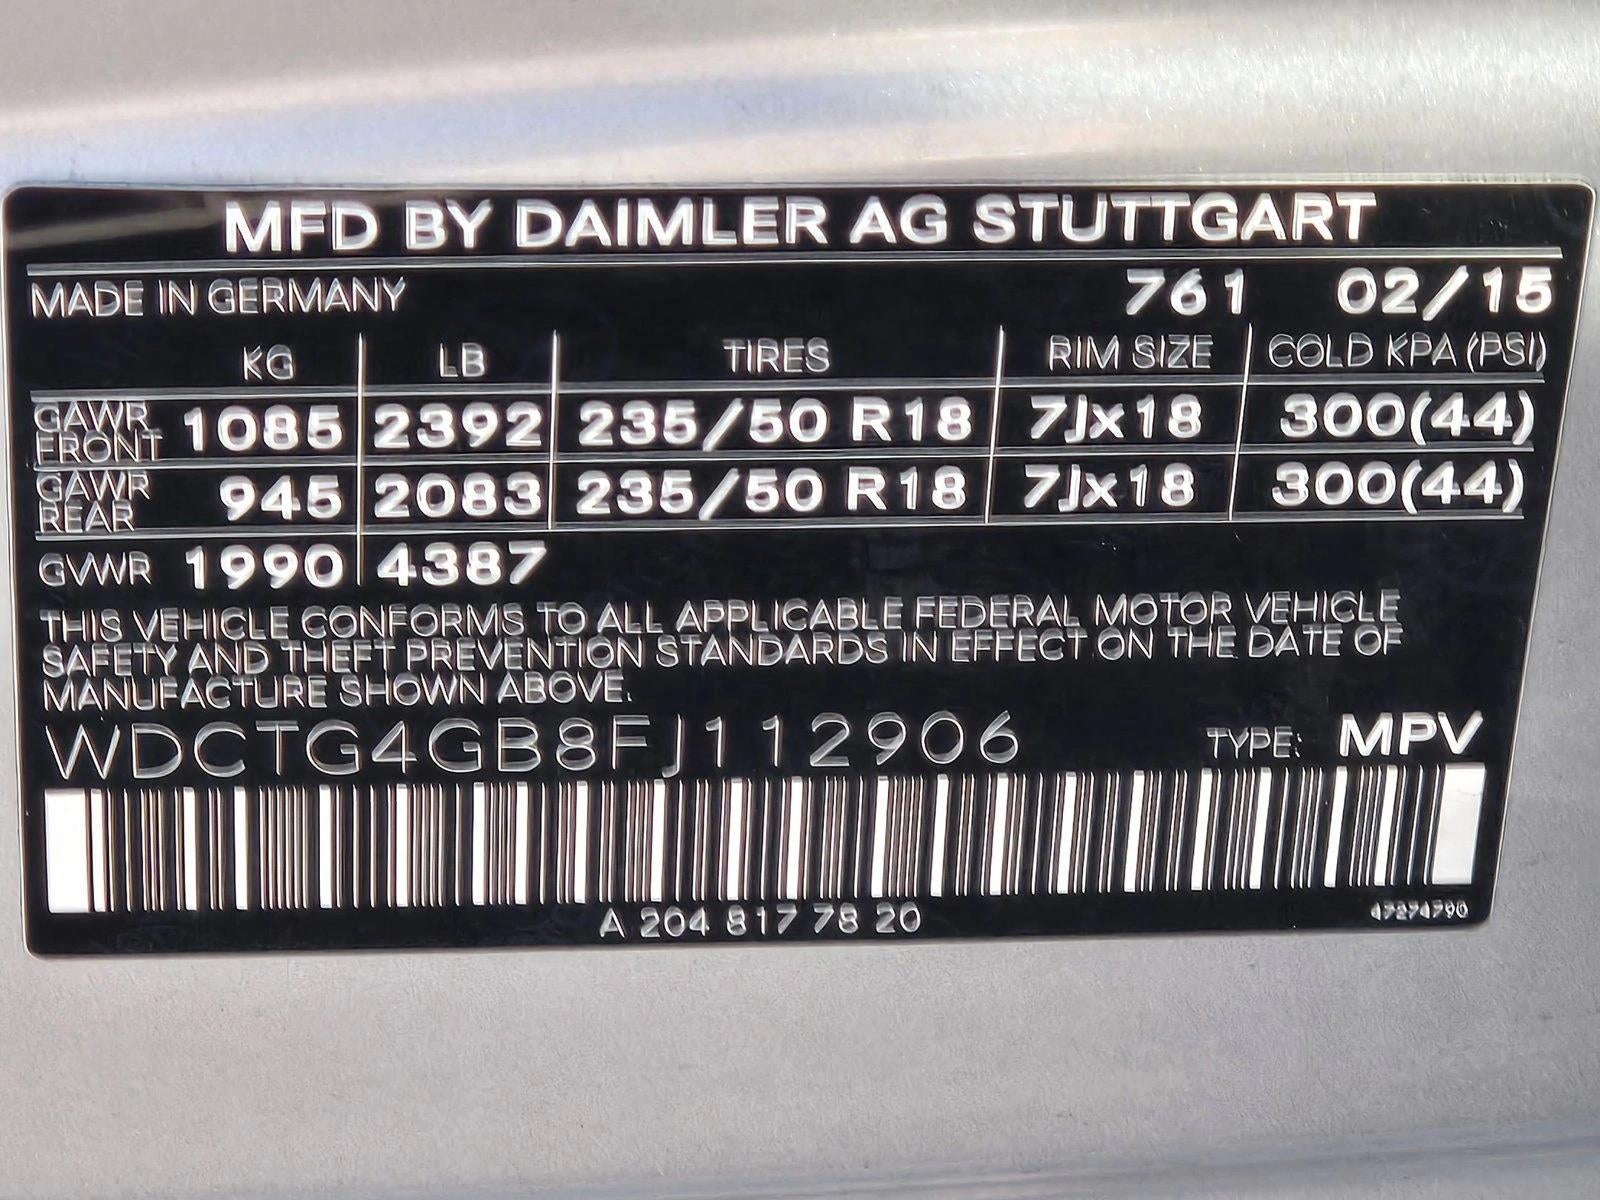 MFD BY DAIMLER AG STUTTGART
MADE IN GERMANY 761 02/15
KG LB TIRES RIM SIZE COLD KPA (PSI)
GAWR FRONT 1085 2392 235/50 R18 7Jx18 300(44)
GAWR REAR 945 2083 235/50 R18 7Jx18 300(44)
GVWR 1990 4387
THIS VEHICLE CONFORMS TO ALL APPLICABLE FEDERAL MOTOR VEHICLE
SAFETY AND THEFT PREVENTION STANDARDS IN EFFECT ON THE DATE OF
MANUFACTURE SHOWN ABOVE.
WDCTG4GB8FJ112906 TYPE: MPV
A 204 817 78 20 47274790